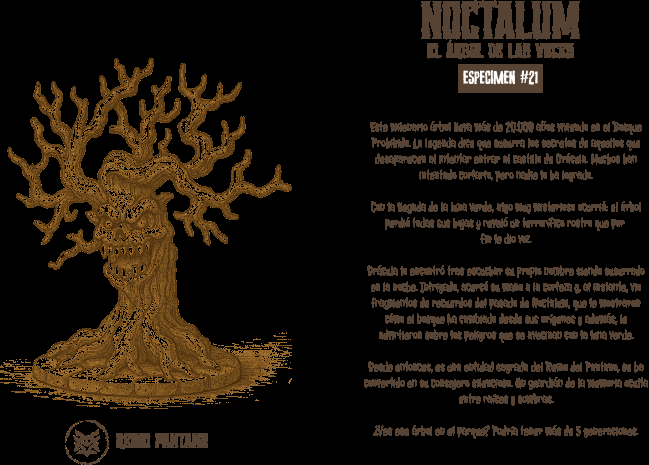 NOCTALUM
EL ÁRBOL DE LAS VOCES
ESPECIMEN #21
Este milenario árbol lleva más de 20.000 años viviendo en el Bosque
Prohibido. La leyenda dice que susurra los secretos de aquellos que
desaparecen al intentar entrar al castillo de Drácula. Muchos han
intentado cortarlo, pero nadie lo ha logrado.
Con la llegada de la luna verde, algo muy misterioso ocurrió: el árbol
perdió todas sus hojas y reveló un terrorífico rostro que por
fin le dio voz.
Drácula lo encontró tras escuchar su propio nombre siendo susurrado
en la noche. Intrigado, acercó su mano a la corteza y, al instante, vio
fragmentos de recuerdos del pasado de Noctalum, que le mostraron
cómo el bosque ha cambiado desde sus orígenes y además, le
advirtieron sobre los peligros que se avecinan con la luna verde.
Desde entonces, es una entidad sagrada del Reino del Pantano, se ha
convertido en su consejero silencioso. Un guardián de la memoria oculta
entre raíces y sombras.
¿Ves ese árbol en el parque? Podría tener más de 5 generaciones.
REINO PANTANO